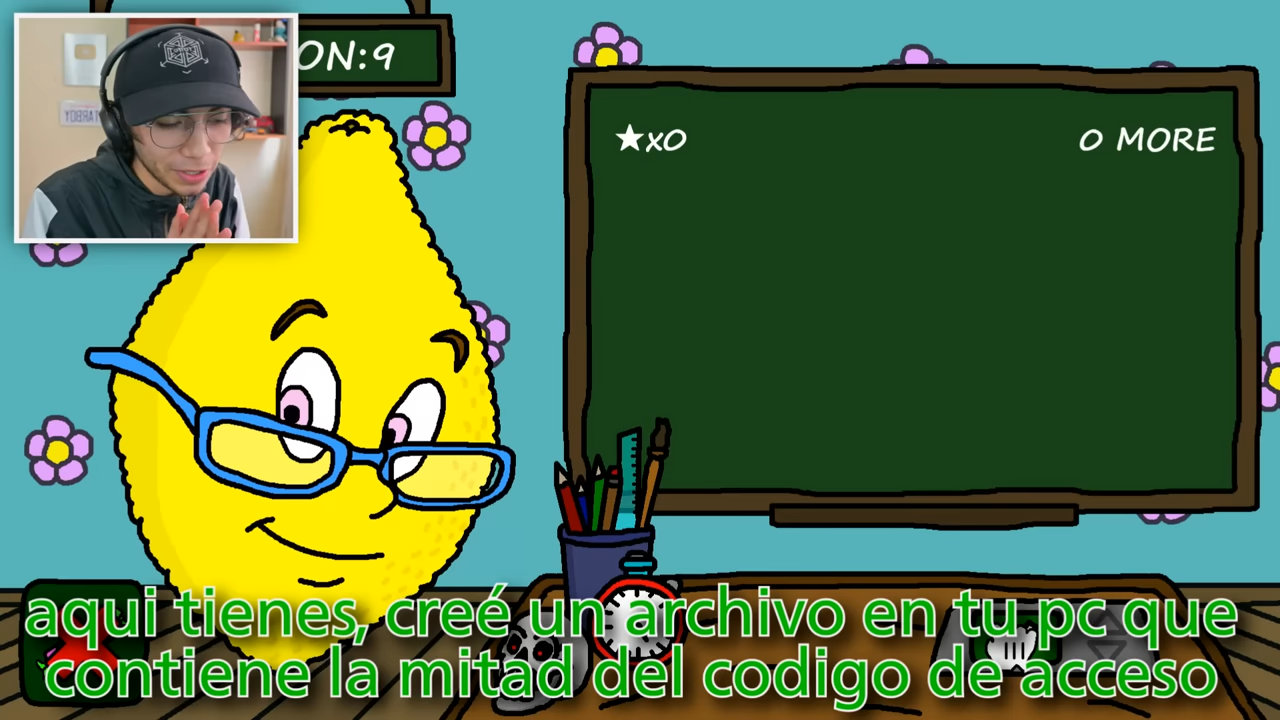 ON:9
★XO 0 MORE
aqui tienes, creé un archivo en tu pc que
contiene la mitad del codigo de acceso